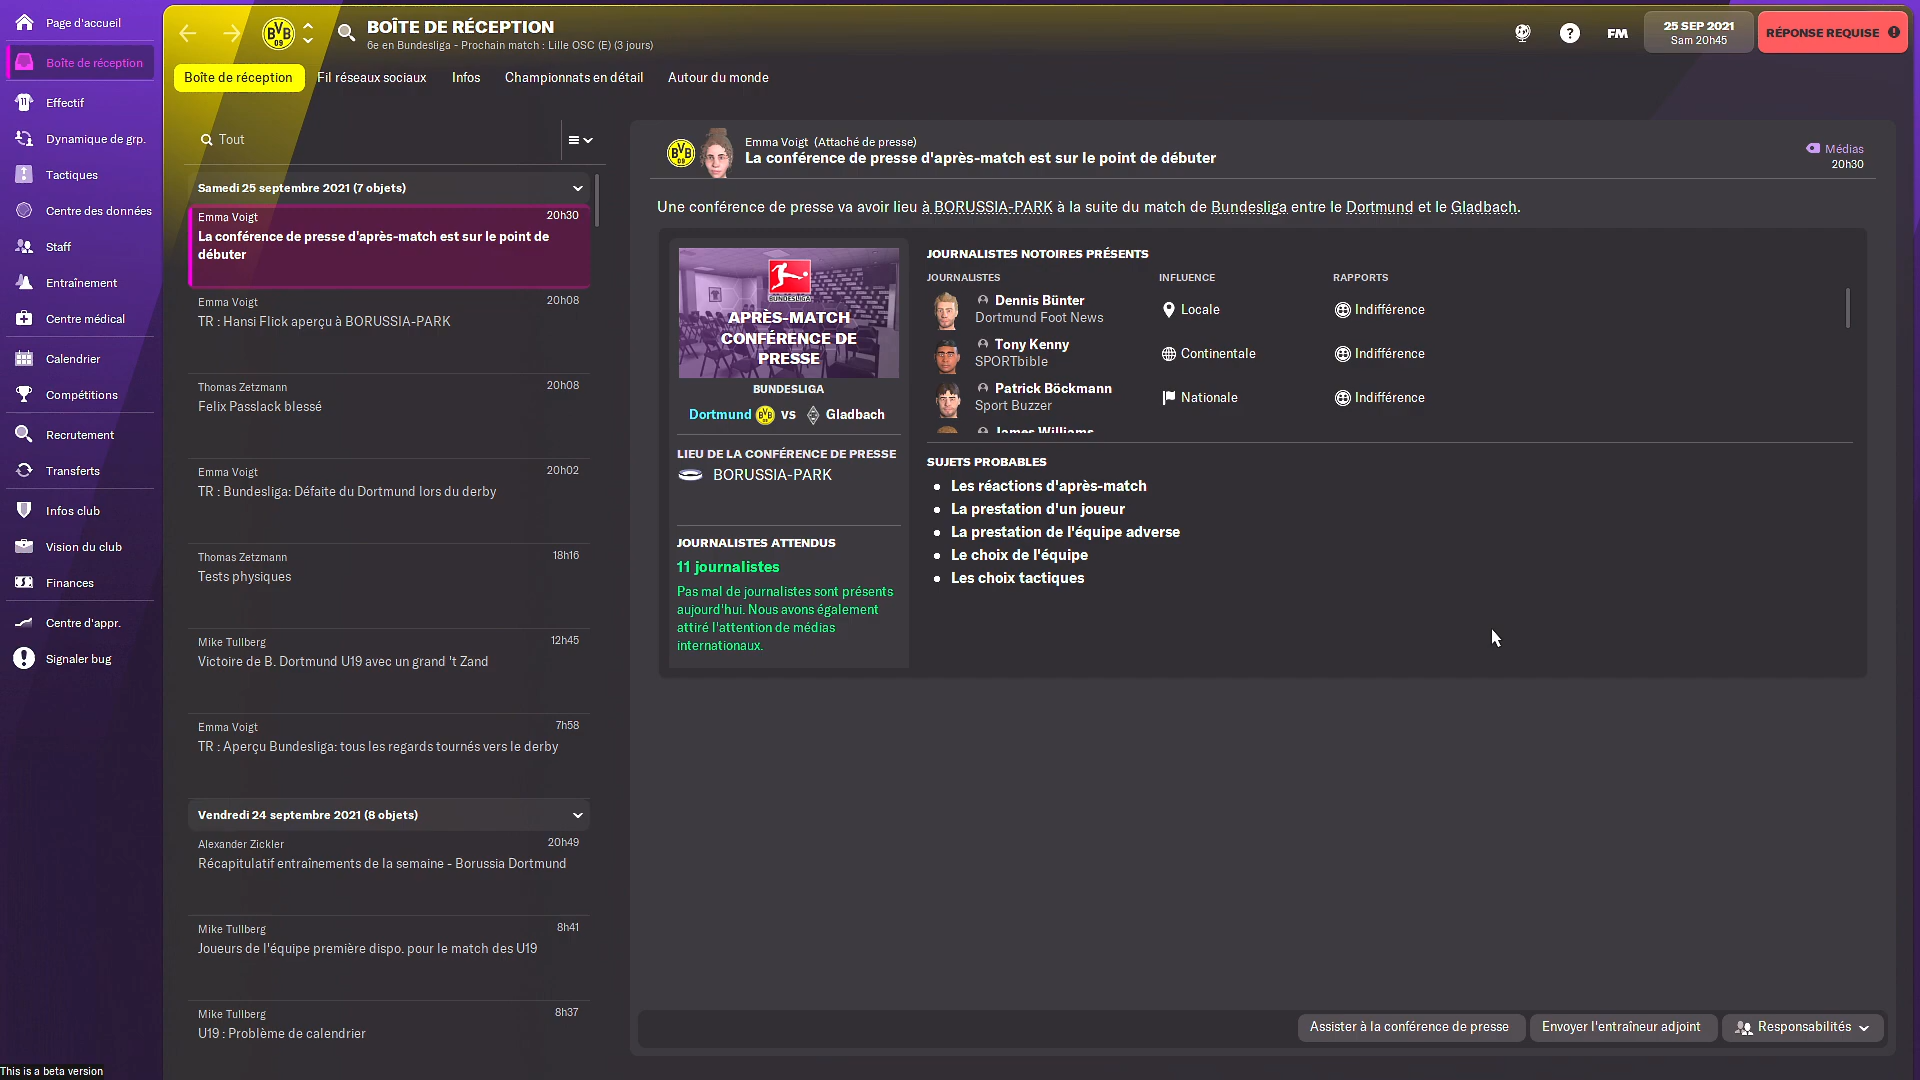 Page d'accueil
Boîte de réception
Effectif
Dynamique de grp.
Tactiques
Centre des données
Staff
Entraînement
Centre médical
Calendrier
Compétitions
Recrutement
Transferts
Infos club
Vision du club
Finances
Centre d'appr.
Signaler bug
This is a beta version
BOÎTE DE RÉCEPTION
6e en Bundesliga - Prochain match : Lille OSC (E) (3 jours)
FM
25 SEP 2021
Sam 20h45
RÉPONSE REQUISE
Boîte de réception
Fil réseaux sociaux
Infos
Championnats en détail
Autour du monde
Tout
Samedi 25 septembre 2021 (7 objets)
Emma Voigt 20h30
La conférence de presse d'après-match est sur le point de
débuter
Emma Voigt 20h08
TR : Hansi Flick aperçu à BORUSSIA-PARK
Thomas Zetzmann 20h08
Felix Passlack blessé
Emma Voigt 20h02
TR : Bundesliga: Défaite du Dortmund lors du derby
Thomas Zetzmann 18h16
Tests physiques
Mike Tullberg 12h45
Victoire de B. Dortmund U19 avec un grand 't Zand
Emma Voigt 7h58
TR : Aperçu Bundesliga: tous les regards tournés vers le derby
Vendredi 24 septembre 2021 (8 objets)
Alexander Zickler 20h49
Récapitulatif entraînements de la semaine - Borussia Dortmund
Mike Tullberg 8h41
Joueurs de l'équipe première dispo. pour le match des U19
Mike Tullberg 8h37
U19 : Problème de calendrier
Emma Voigt (Attaché de presse)
La conférence de presse d'après-match est sur le point de débuter
Médias
20h30
Une conférence de presse va avoir lieu à BORUSSIA-PARK à la suite du match de Bundesliga entre le Dortmund et le Gladbach.
BUNDESLIGA
APRÈS-MATCH
CONFÉRENCE DE
PRESSE
BUNDESLIGA
Dortmund BVB 09 vs Gladbach
LIEU DE LA CONFÉRENCE DE PRESSE
BORUSSIA-PARK
JOURNALISTES ATTENDUS
11 journalistes
Pas mal de journalistes sont présents
aujourd'hui. Nous avons également
attiré l'attention de médias
internationaux.
JOURNALISTES NOTOIRES PRÉSENTS
JOURNALISTES INFLUENCE RAPPORTS
Dennis Bünter
Dortmund Foot News
Locale
Indifférence
Tony Kenny
SPORTbible
Continentale
Indifférence
Patrick Böckmann
Sport Buzzer
Nationale
Indifférence
James Williams
SUJETS PROBABLES
Les réactions d'après-match
La prestation d'un joueur
La prestation de l'équipe adverse
Le choix de l'équipe
Les choix tactiques
Assister à la conférence de presse
Envoyer l'entraîneur adjoint
Responsabilités